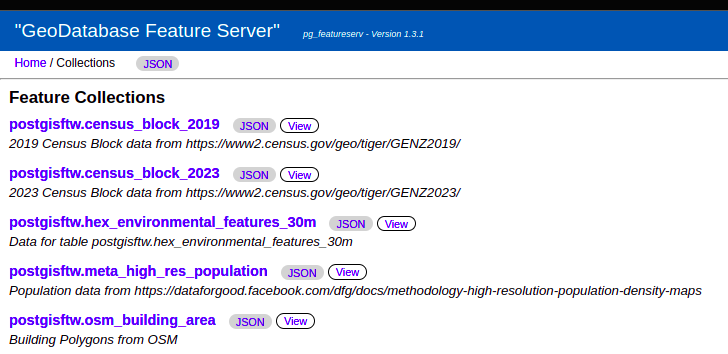 "GeoDatabase Feature Server" pg_featureserv - Version 1.3.1
Home / Collections JSON
Feature Collections
postgisftw.census_block_2019 JSON View
2019 Census Block data from https://www2.census.gov/geo/tiger/GENZ2019/
postgisftw.census_block_2023 JSON View
2023 Census Block data from https://www2.census.gov/geo/tiger/GENZ2023/
postgisftw.hex_environmental_features_30m JSON View
Data for table postgisftw.hex_environmental_features_30m
postgisftw.meta_high_res_population JSON View
Population data from https://dataforgood.facebook.com/dfg/docs/methodology-high-resolution-population-density-maps
postgisftw.osm_building_area JSON View
Building Polygons from OSM